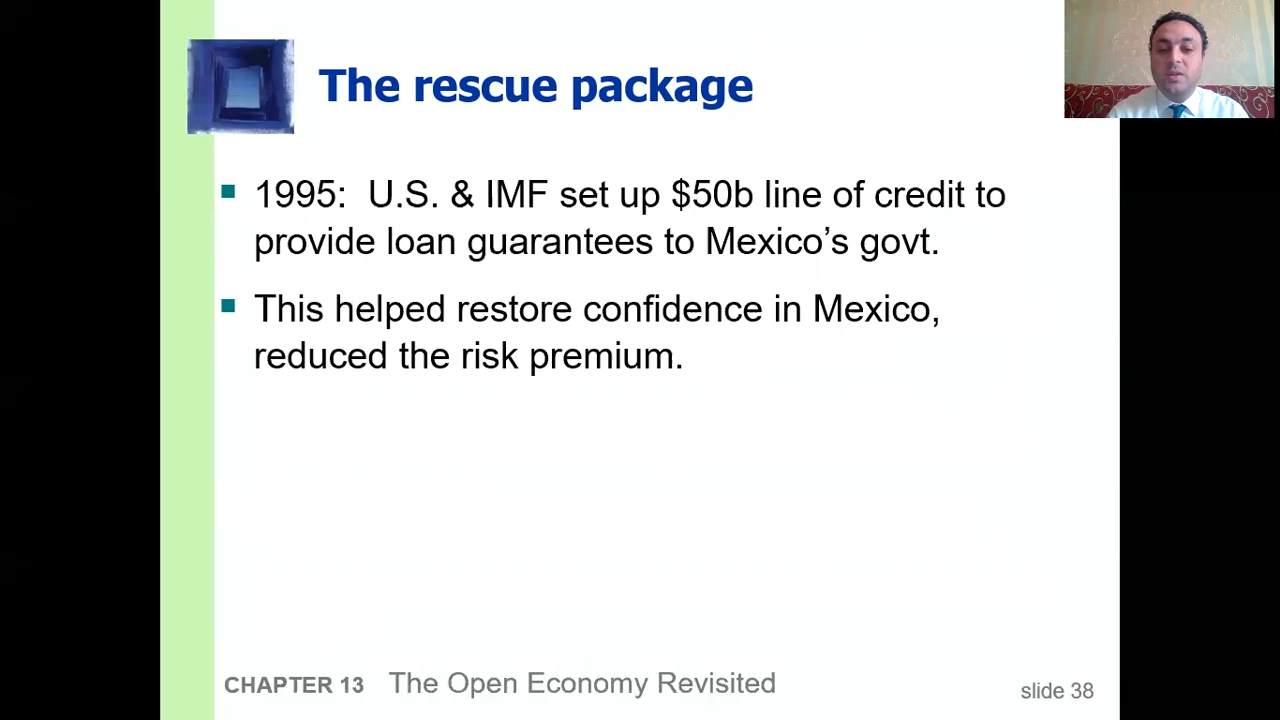 The rescue package
1995:  U.S. & IMF set up $50b line of credit to
provide loan guarantees to Mexico’s govt.
This helped restore confidence in Mexico,
reduced the risk premium.
CHAPTER 13 The Open Economy Revisited
slide 38